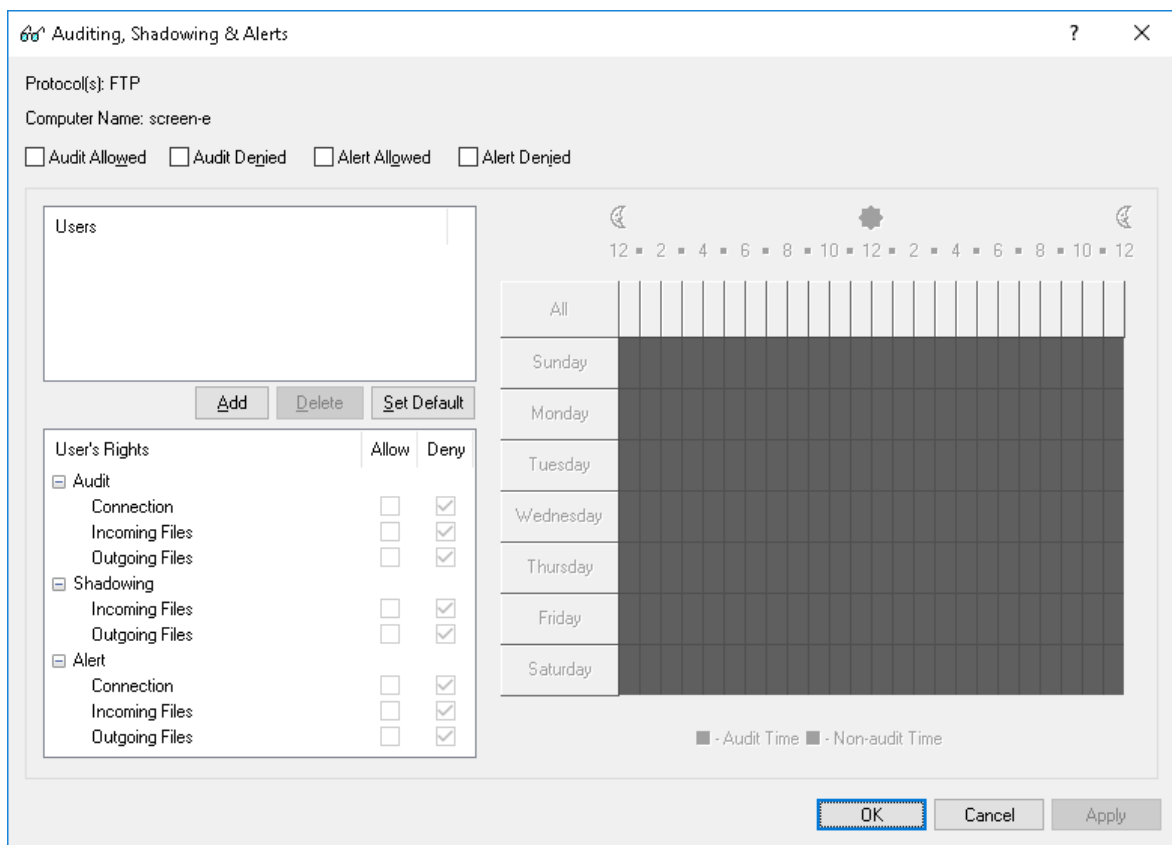 Auditing, Shadowing & Alerts
?
Protocol(s): FTP
Computer Name: screen-e
Audit Allowed Audit Denied Alert Allowed Alert Denied
Users
Add Delete Set Default
User's Rights Allow Deny
Audit
Connection
Incoming Files
Outgoing Files
Shadowing
Incoming Files
Outgoing Files
Alert
Connection
Incoming Files
Outgoing Files
12 2 4 6 8 10 12 2 4 6 8 10 12
All
Sunday
Monday
Tuesday
Wednesday
Thursday
Friday
Saturday
- Audit Time - Non-audit Time
OK Cancel Apply